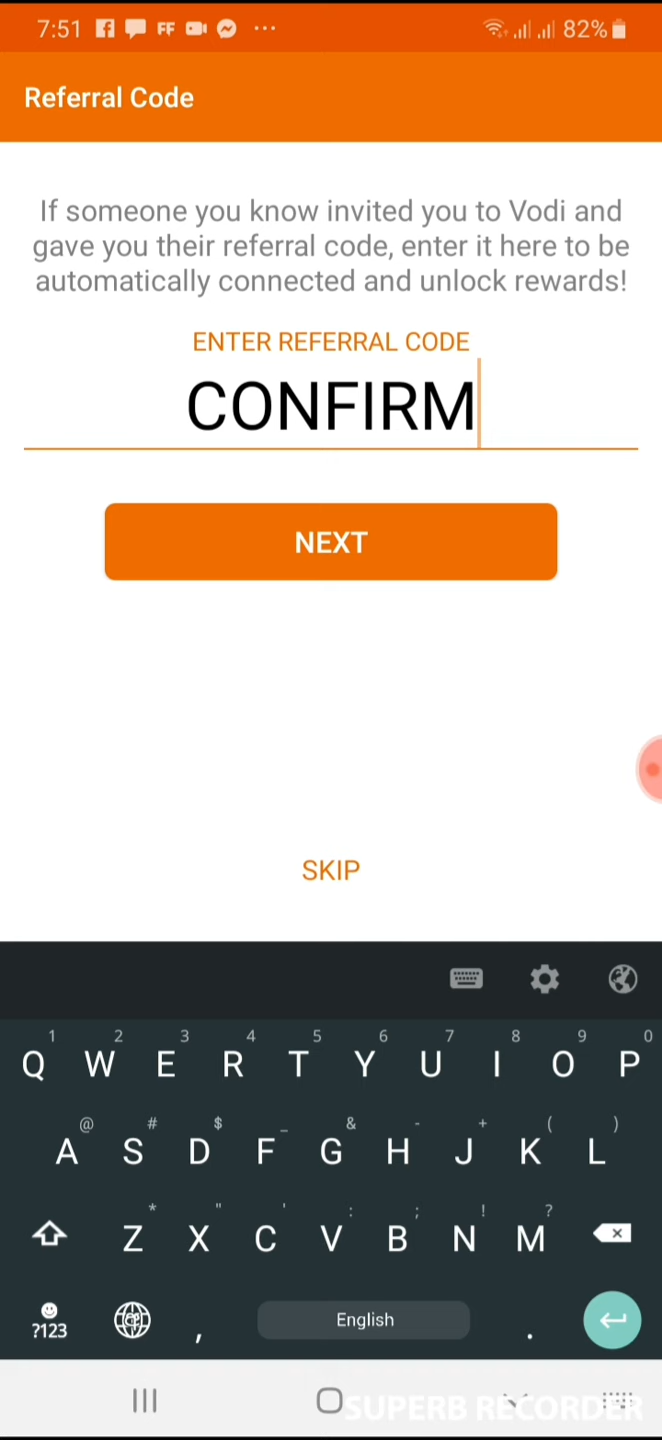 7:51 FF ... 82%
Referral Code
If someone you know invited you to Vodi and
gave you their referral code, enter it here to be
automatically connected and unlock rewards!
ENTER REFERRAL CODE
CONFIRM
NEXT
SKIP
1 2 3 4 5 6 7 8 9 0
Q W E R T Y U I O P
@ # $ _ & - + ( )
A S D F G H J K L
* " ' : ; ! ?
Z X C V B N M
?123 , English .
SUPERB RECORDER